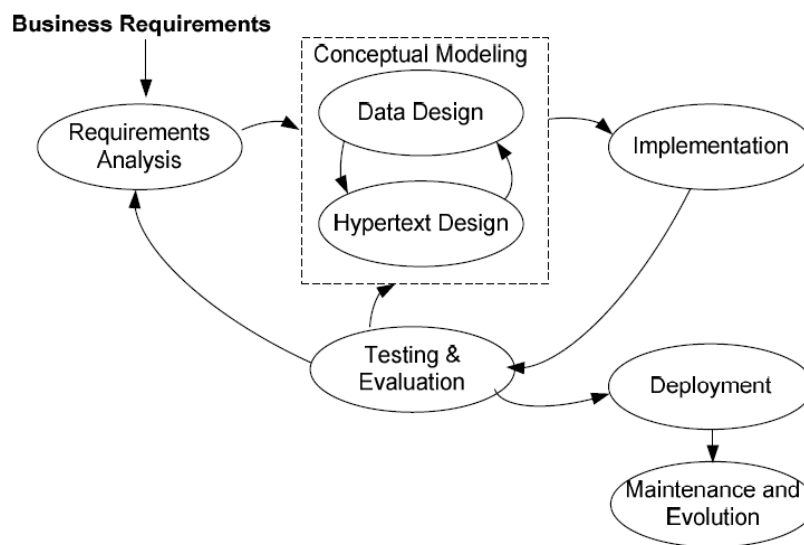 Business Requirements
Conceptual Modeling
Requirements
Analysis
Data Design
Hypertext Design
Implementation
Testing &
Evaluation
Deployment
Maintenance and
Evolution